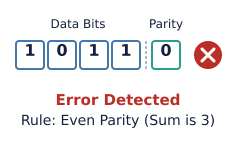 Data Bits Parity
1 0 1 1 0
Error Detected
Rule: Even Parity (Sum is 3)